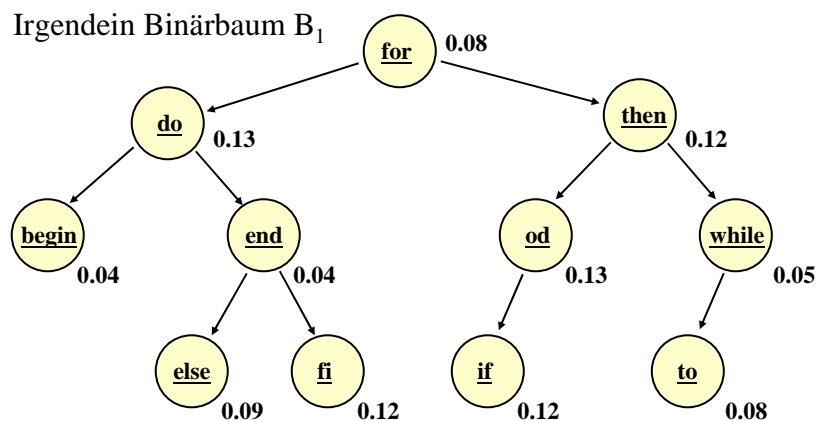 Irgendein Binärbaum B1
for 0.08
do 0.13
then 0.12
begin 0.04
end 0.04
od 0.13
while 0.05
else 0.09
fi 0.12
if 0.12
to 0.08